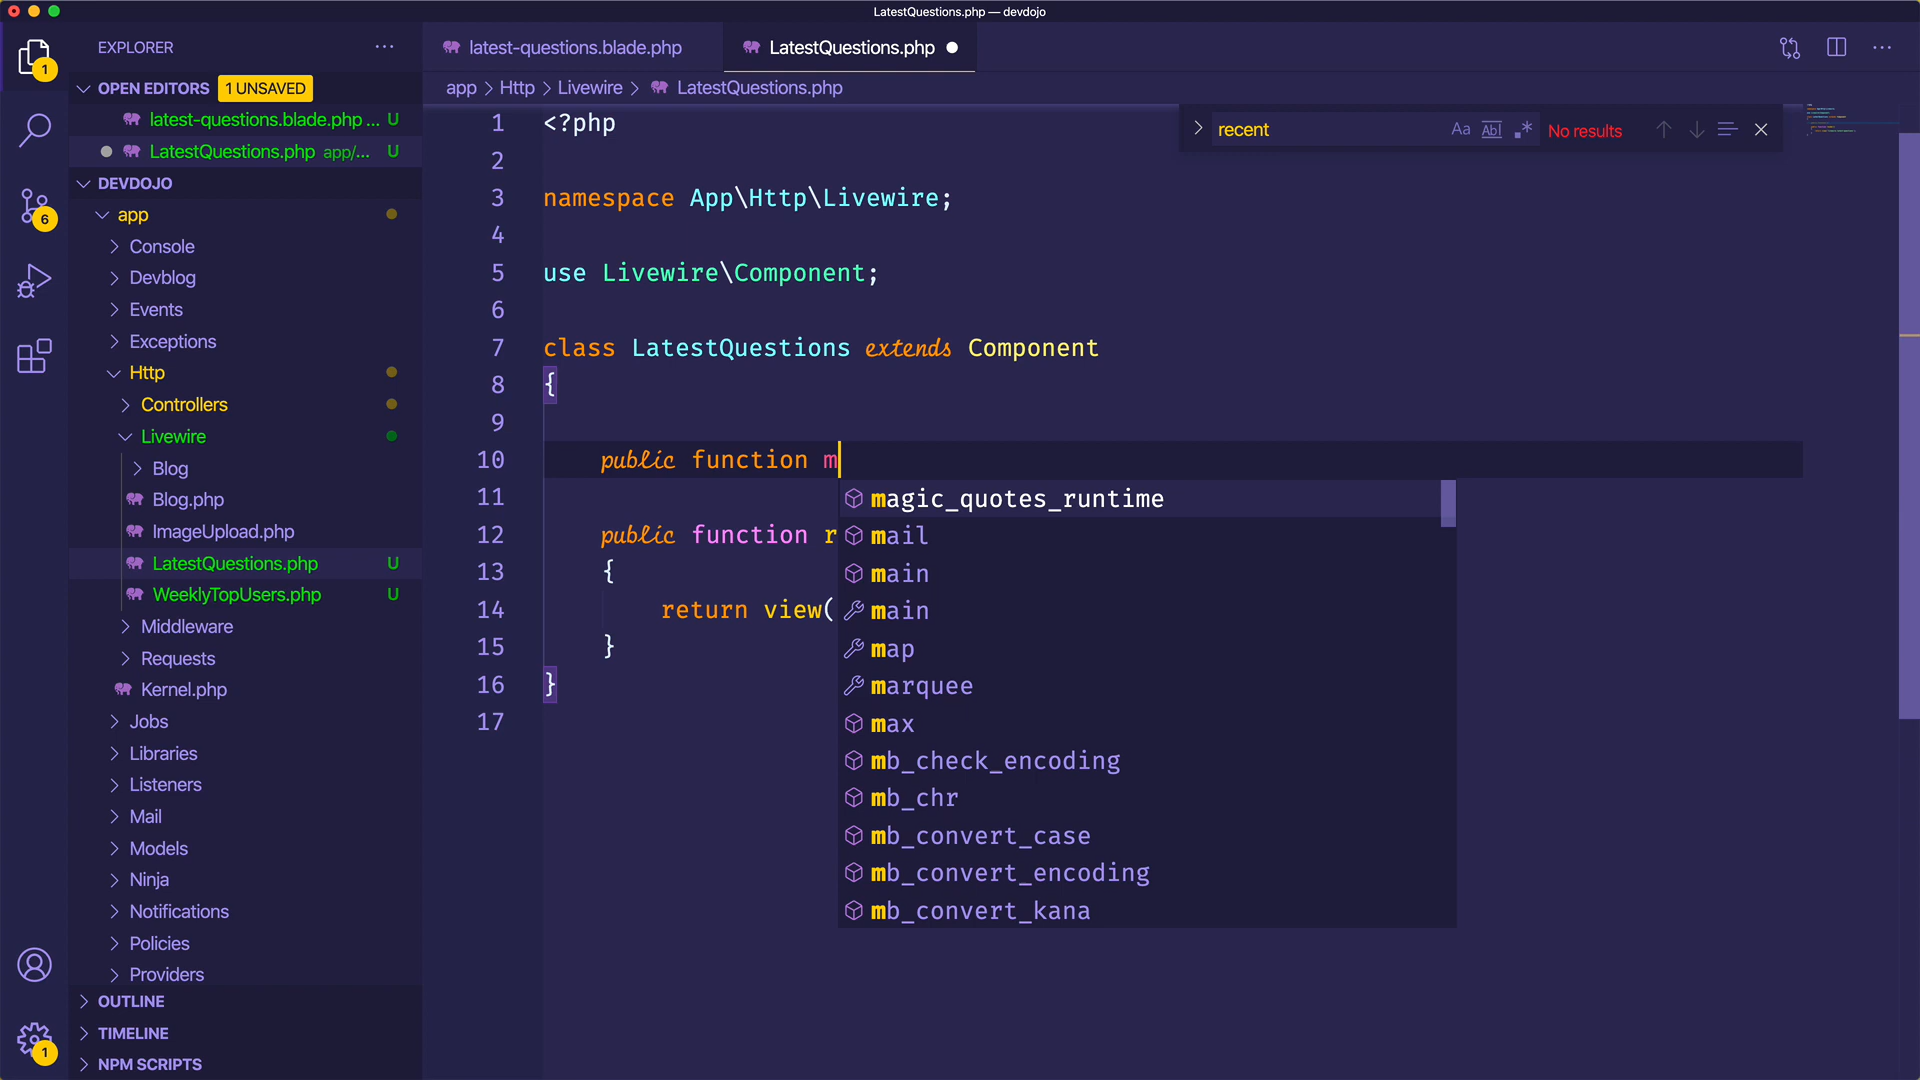 LatestQuestions.php — devdojo
EXPLORER
latest-questions.blade.php
LatestQuestions.php
OPEN EDITORS 1 UNSAVED
latest-questions.blade.php ... U
LatestQuestions.php app/... U
DEVDOJO
app
Console
Devblog
Events
Exceptions
Http
Controllers
Livewire
Blog
Blog.php
ImageUpload.php
LatestQuestions.php U
WeeklyTopUsers.php U
Middleware
Requests
Kernel.php
Jobs
Libraries
Listeners
Mail
Models
Ninja
Notifications
Policies
Providers
OUTLINE
TIMELINE
NPM SCRIPTS
1
6
1
app > Http > Livewire > LatestQuestions.php
recent Aa Abl .* No results
1 <?php
2
3 namespace App\Http\Livewire;
4
5 use Livewire\Component;
6
7 class LatestQuestions extends Component
8 {
9
10 public function m
11
12 public function r
13 {
14 return view(
15 }
16 }
17
magic_quotes_runtime
mail
main
main
map
marquee
max
mb_check_encoding
mb_chr
mb_convert_case
mb_convert_encoding
mb_convert_kana